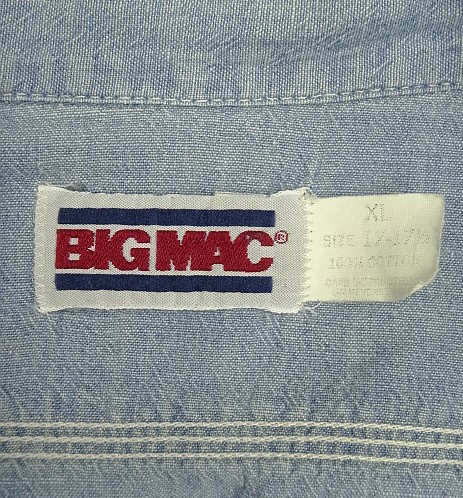 BIG MAC®
XL
SIZE 17-17½
100% COTTON